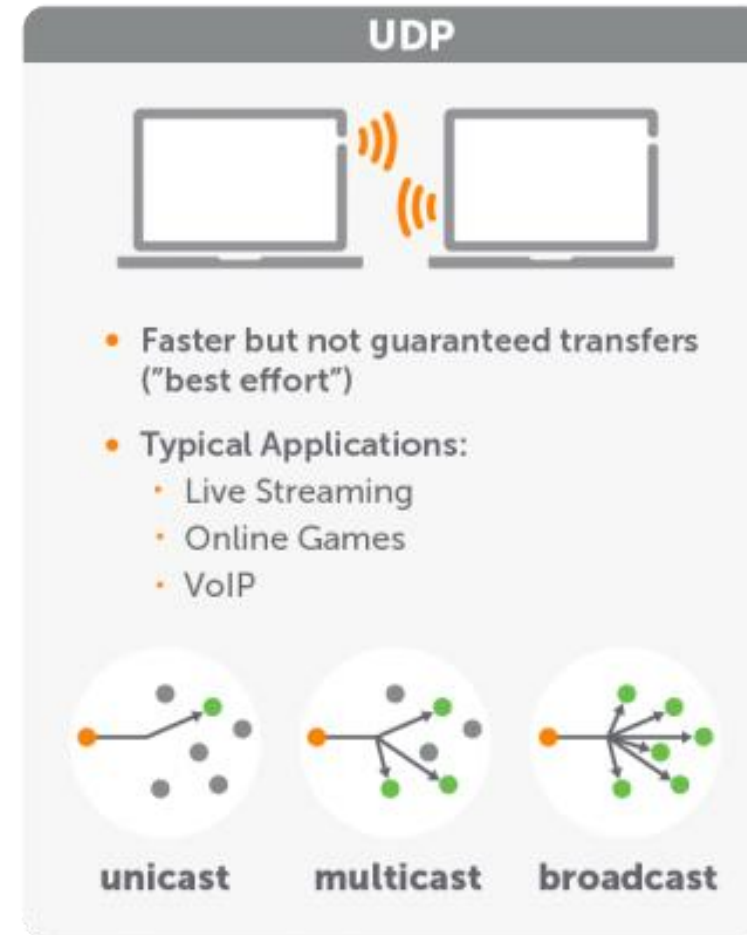 UDP
• Faster but not guaranteed transfers
("best effort")
• Typical Applications:
• Live Streaming
• Online Games
• VoIP
unicast
multicast
broadcast